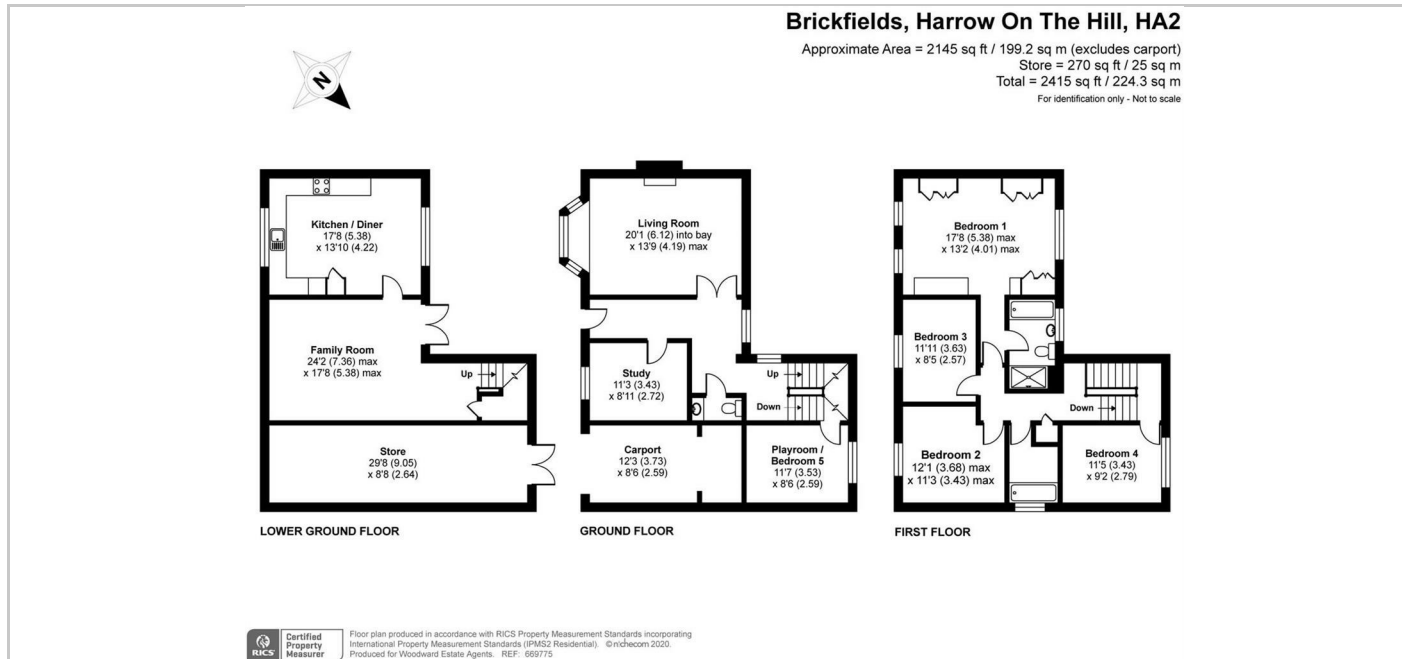 Brickfields, Harrow On The Hill, HA2
Approximate Area = 2145 sq ft / 199.2 sq m (excludes carport)
Store = 270 sq ft / 25 sq m
Total = 2415 sq ft / 224.3 sq m
For identification only - Not to scale
N
Kitchen / Diner
17'8 (5.38)
x 13'10 (4.22)
Family Room
24'2 (7.36) max
x 17'8 (5.38) max
Up
Store
29'8 (9.05)
x 8'8 (2.64)
LOWER GROUND FLOOR
Living Room
20'1 (6.12) into bay
x 13'9 (4.19) max
Study
11'3 (3.43)
x 8'11 (2.72)
Up
Down
Carport
12'3 (3.73)
x 8'6 (2.59)
Playroom /
Bedroom 5
11'7 (3.53)
x 8'6 (2.59)
GROUND FLOOR
Bedroom 1
17'8 (5.38) max
x 13'2 (4.01) max
Bedroom 3
11'11 (3.63)
x 8'5 (2.57)
Down
Bedroom 2
12'1 (3.68) max
x 11'3 (3.43) max
Bedroom 4
11'5 (3.43)
x 9'2 (2.79)
FIRST FLOOR
RICS
Certified
Property
Measurer
Floor plan produced in accordance with RICS Property Measurement Standards incorporating
International Property Measurement Standards (IPMS2 Residential). ©nichecom 2020.
Produced for Woodward Estate Agents. REF: 669775